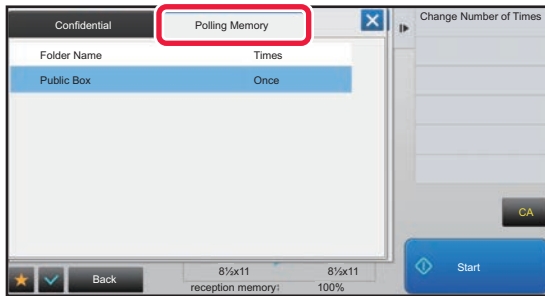 Confidential
Polling Memory
Change Number of Times
Folder Name
Times
Public Box
Once
CA
Back
8½x11
8½x11
Start
reception memory:
100%